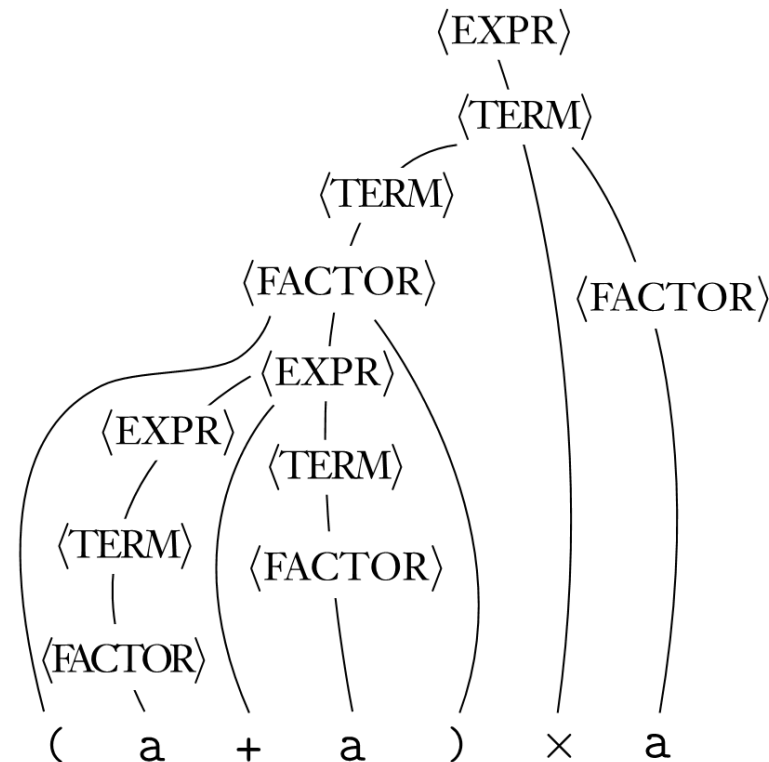 ⟨EXPR⟩
⟨TERM⟩
⟨TERM⟩
⟨FACTOR⟩ ⟨FACTOR⟩
⟨EXPR⟩
⟨EXPR⟩
⟨TERM⟩
⟨TERM⟩
⟨FACTOR⟩
⟨FACTOR⟩
( a + a ) × a